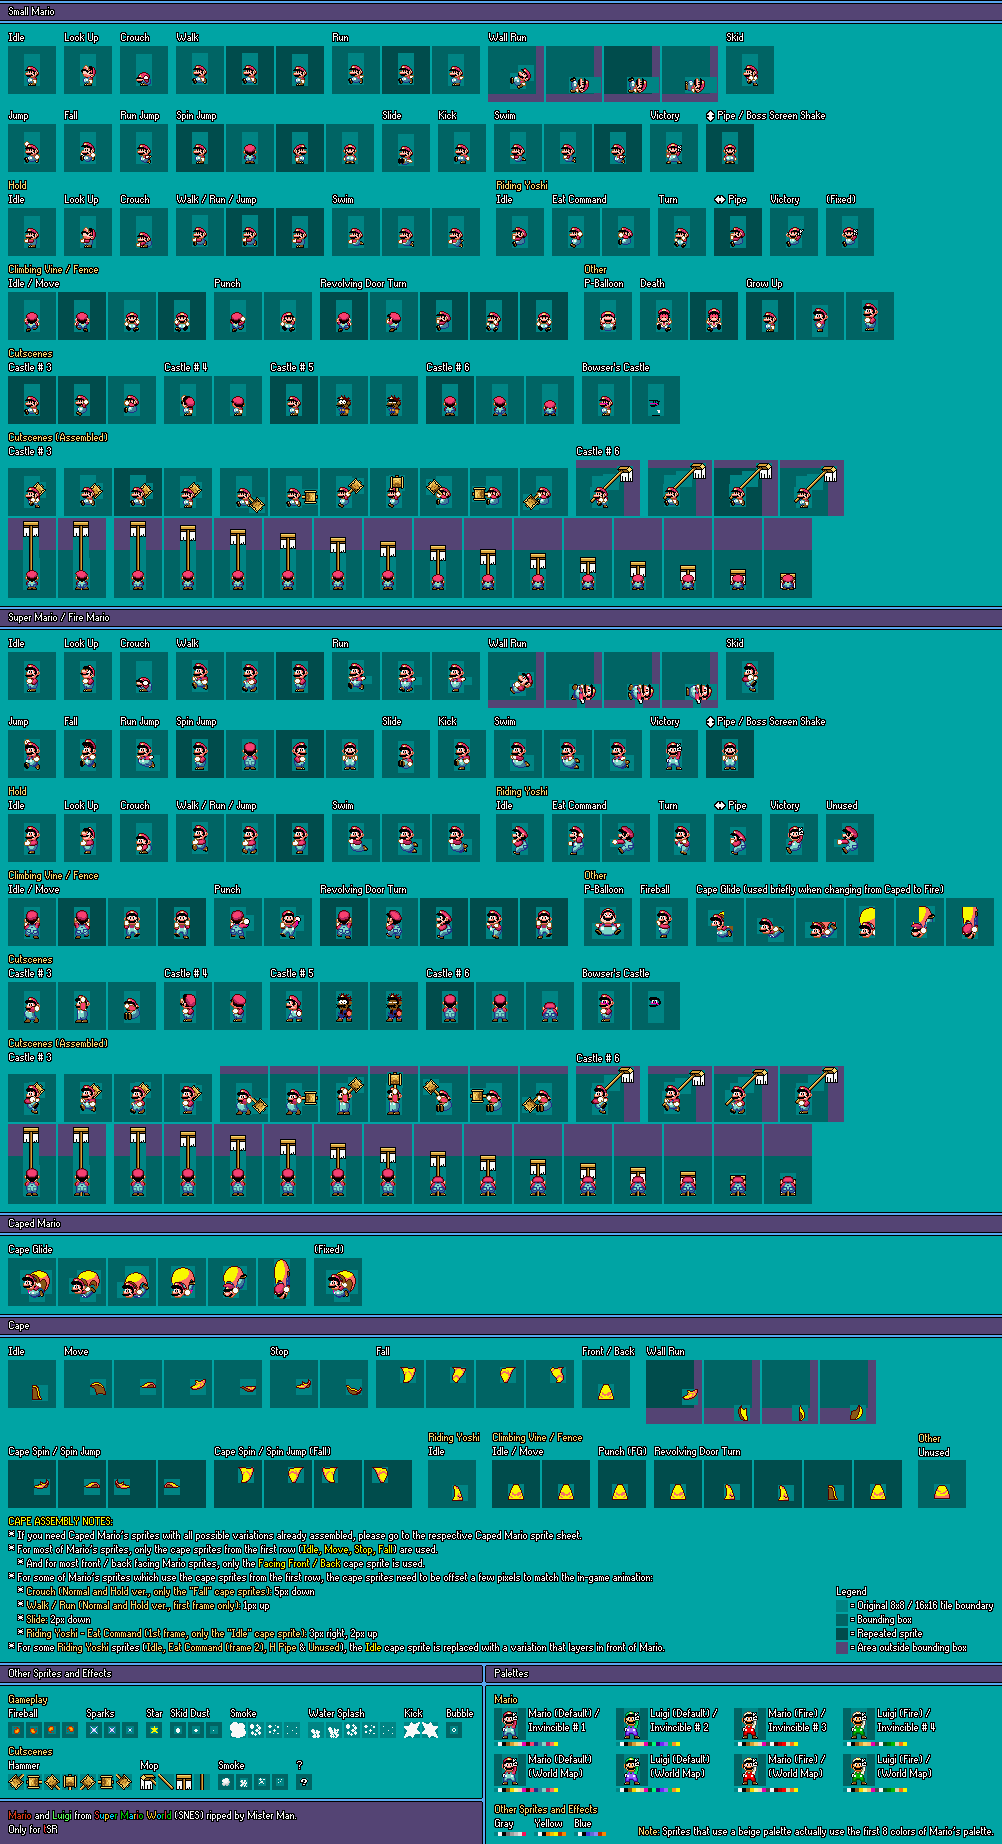 Small Mario
Idle Look Up Crouch Walk Run Wall Run Skid
Jump Fall Run Jump Spin Jump Slide Kick Swim Victory Pipe / Boss Screen Shake
Hold Riding Yoshi
Idle Look Up Crouch Walk / Run / Jump Swim Idle Eat Command Turn Pipe Victory (Fixed)
Climbing Vine / Fence Other
Idle / Move Punch Revolving Door Turn P-Balloon Death Grow Up
Cutscenes
Castle # 3 Castle # 4 Castle # 5 Castle # 6 Bowser's Castle
Cutscenes (Assembled)
Castle # 3 Castle # 6
Super Mario / Fire Mario
Idle Look Up Crouch Walk Run Wall Run Skid
Jump Fall Run Jump Spin Jump Slide Kick Swim Victory Pipe / Boss Screen Shake
Hold Riding Yoshi
Idle Look Up Crouch Walk / Run / Jump Swim Idle Eat Command Turn Pipe Victory Unused
Climbing Vine / Fence Other
Idle / Move Punch Revolving Door Turn P-Balloon Fireball Cape Glide (used briefly when changing from Caped to Fire)
Cutscenes
Castle # 3 Castle # 4 Castle # 5 Castle # 6 Bowser's Castle
Cutscenes (Assembled)
Castle # 3 Castle # 6
Caped Mario
Cape Glide (Fixed)
Cape
Idle Move Stop Fall Front / Back Wall Run
Riding Yoshi Climbing Vine / Fence Other
Cape Spin / Spin Jump Cape Spin / Spin Jump (Fall) Idle Idle / Move Punch (FG) Revolving Door Turn Unused
CAPE ASSEMBLY NOTES:
* If you need Caped Mario's sprites with all possible variations already assembled, please go to the respective Caped Mario sprite sheet.
* For most of Mario's sprites, only the cape sprites from the first row (Idle, Move, Stop, Fall) are used.
* And for most front / back facing Mario sprites, only the Facing Front / Back cape sprite is used.
* For some of Mario's sprites which use the cape sprites from the first row, the cape sprites need to be offset a few pixels to match the in-game animation:
* Crouch (Normal and Hold ver., only the "Fall" cape sprites): 5px down
* Walk / Run (Normal and Hold ver., first frame only): 1px up
* Slide: 2px down
* Riding Yoshi - Eat Command (1st frame, only the "Idle" cape sprite): 3px right, 2px up
* For some Riding Yoshi sprites (Idle, Eat Command (frame 2), H Pipe & Unused), the Idle cape sprite is replaced with a variation that layers in front of Mario.
Legend
= Original 8x8 / 16x16 tile boundary
= Bounding box
= Repeated sprite
= Area outside bounding box
Other Sprites and Effects
Gameplay
Fireball Sparks Star Skid Dust Smoke Water Splash Kick Bubble
Cutscenes
Hammer Mop Smoke ?
?
Mario and Luigi from Super Mario World (SNES) ripped by Mister Man.
Only for tSR
Palettes
Mario
Mario (Default) / Luigi (Default) / Mario (Fire) / Luigi (Fire) /
Invincible # 1 Invincible # 2 Invincible # 3 Invincible # 4
Mario (Default) Luigi (Default) Mario (Fire) / Luigi (Fire) /
(World Map) (World Map) (World Map) (World Map)
Other Sprites and Effects
Gray Yellow Blue
Note: Sprites that use a beige palette actually use the first 8 colors of Mario's palette.